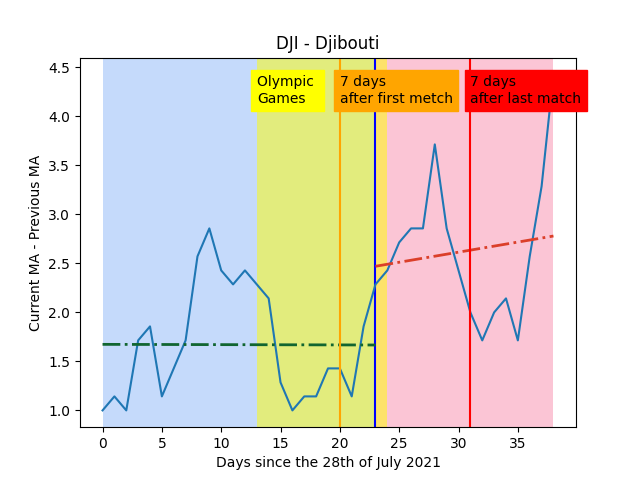 DJI - Djibouti
Olympic
Games
7 days
after first metch
7 days
after last match
4.5
4.0
3.5
3.0
2.5
2.0
1.5
1.0
Current MA - Previous MA
0 5 10 15 20 25 30 35
Days since the 28th of July 2021